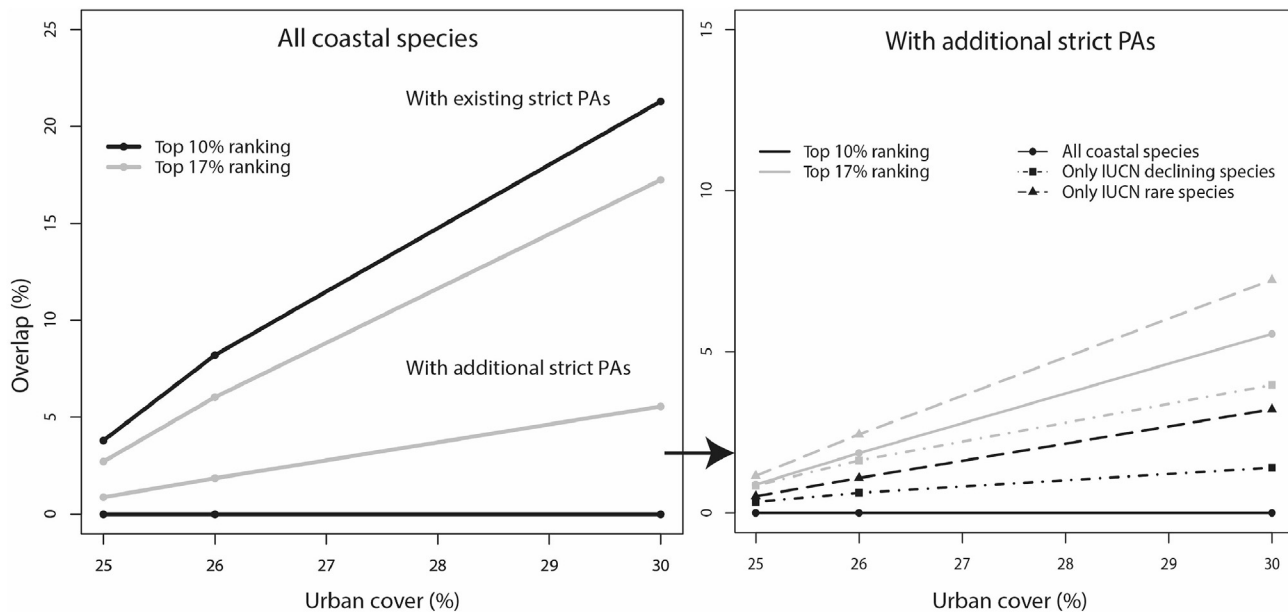 All coastal species
With existing strict PAs
Top 10% ranking
Top 17% ranking
With additional strict PAs
Overlap (%)
0
5
10
15
20
25
25
26
27
28
29
30
Urban cover (%)
With additional strict PAs
Top 10% ranking
Top 17% ranking
All coastal species
Only IUCN declining species
Only IUCN rare species
0
5
10
15
25
26
27
28
29
30
Urban cover (%)